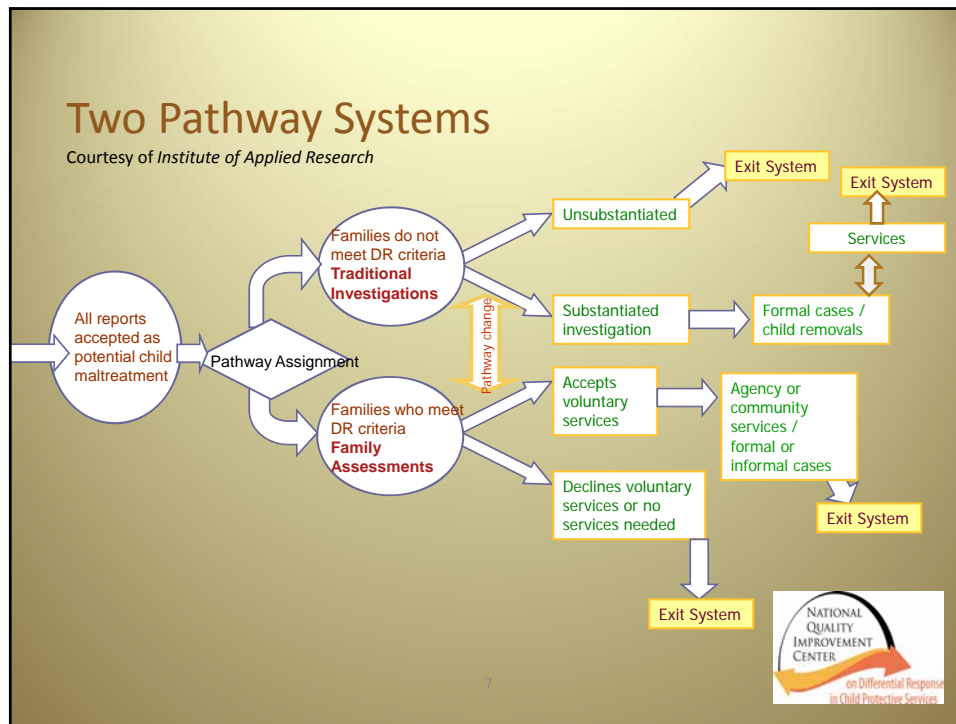 Two Pathway Systems
Courtesy of Institute of Applied Research
All reports
accepted as
potential child
maltreatment
Pathway Assignment
Families do not
meet DR criteria
Traditional
Investigations
Families who meet
DR criteria
Family
Assessments
Pathway change
Unsubstantiated
Exit System
Substantiated
investigation
Formal cases /
child removals
Services
Exit System
Accepts
voluntary
services
Agency or
community
services /
formal or
informal cases
Exit System
Declines voluntary
services or no
services needed
Exit System
NATIONAL
QUALITY
IMPROVEMENT
CENTER
on Differential Response
in Child Protective Services
7